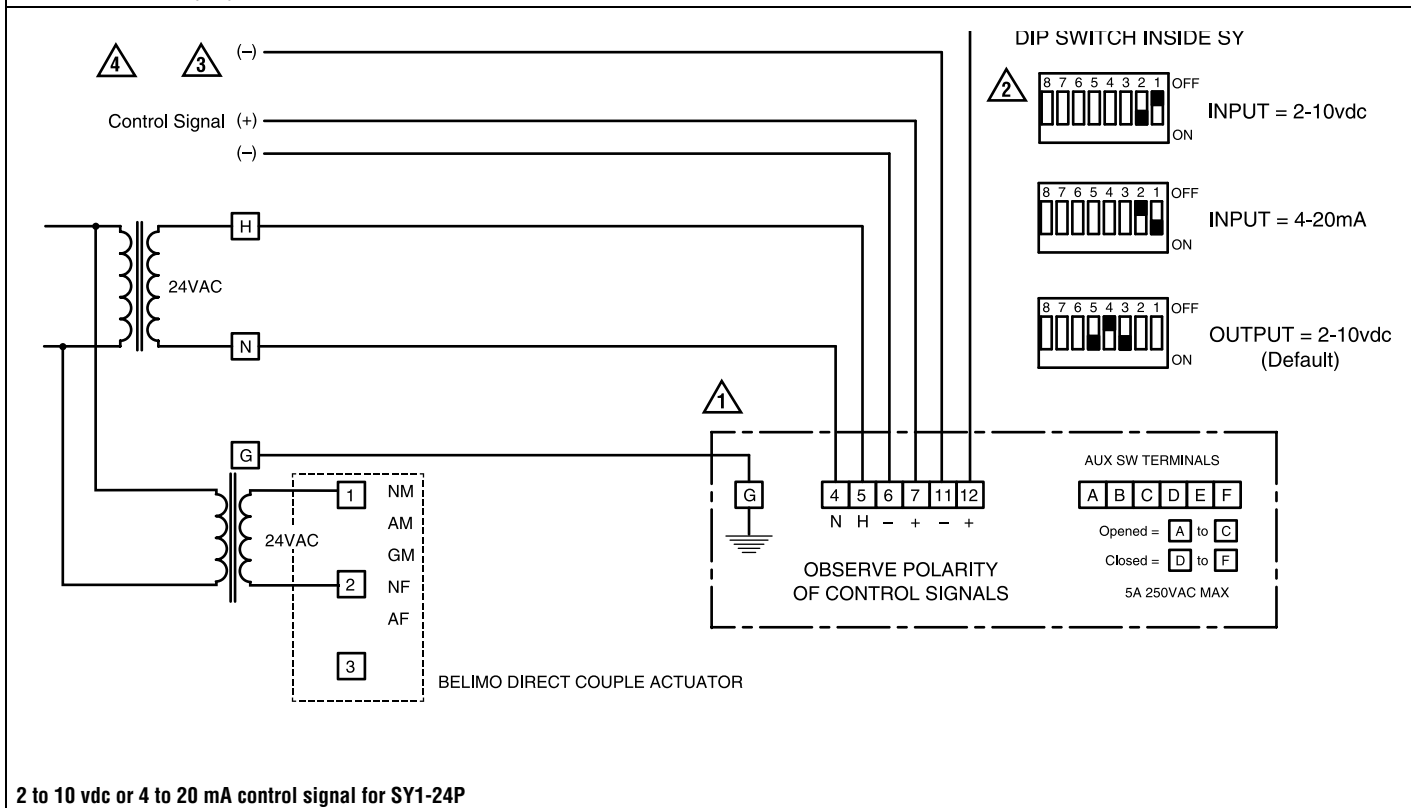 DIP SWITCH INSIDE SY
4
3
(–)
Control Signal (+)
(–)
2
8 7 6 5 4 3 2 1 OFF
ON
INPUT = 2-10vdc
8 7 6 5 4 3 2 1 OFF
ON
INPUT = 4-20mA
8 7 6 5 4 3 2 1 OFF
ON
OUTPUT = 2-10vdc
(Default)
H
24VAC
N
1
G
24VAC
1
2
3
NM
AM
GM
NF
AF
BELIMO DIRECT COUPLE ACTUATOR
G
4 5 6 7 11 12
N H – + – +
OBSERVE POLARITY
OF CONTROL SIGNALS
AUX SW TERMINALS
A B C D E F
Opened = A to C
Closed = D to F
5A 250VAC MAX
2 to 10 vdc or 4 to 20 mA control signal for SY1-24P